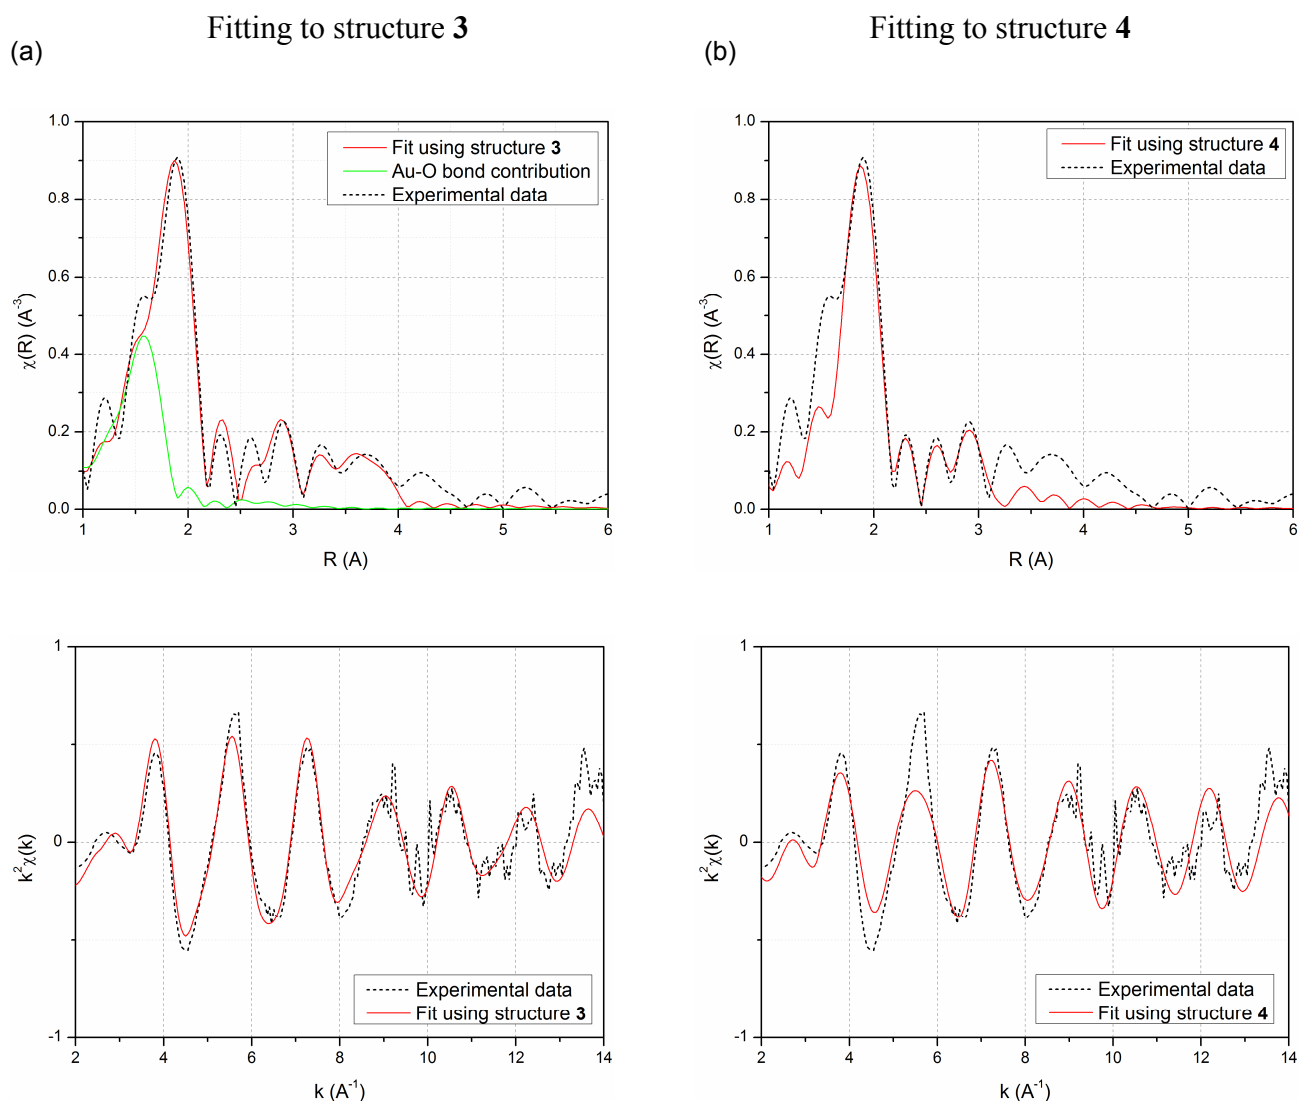 Fitting to structure 3
Fitting to structure 4
(a)
(b)
1.0
0.8
0.6
0.4
0.2
0.0
χ(R) (A⁻³)
Fit using structure 3
Au-O bond contribution
Experimental data
1 2 3 4 5 6
R (A)
1.0
0.8
0.6
0.4
0.2
0.0
χ(R) (A⁻³)
Fit using structure 4
Experimental data
1 2 3 4 5 6
R (A)
1
0
-1
k²χ(k)
Experimental data
Fit using structure 3
2 4 6 8 10 12 14
k (A⁻¹)
1
0
-1
k²χ(k)
Experimental data
Fit using structure 4
2 4 6 8 10 12 14
k (A⁻¹)